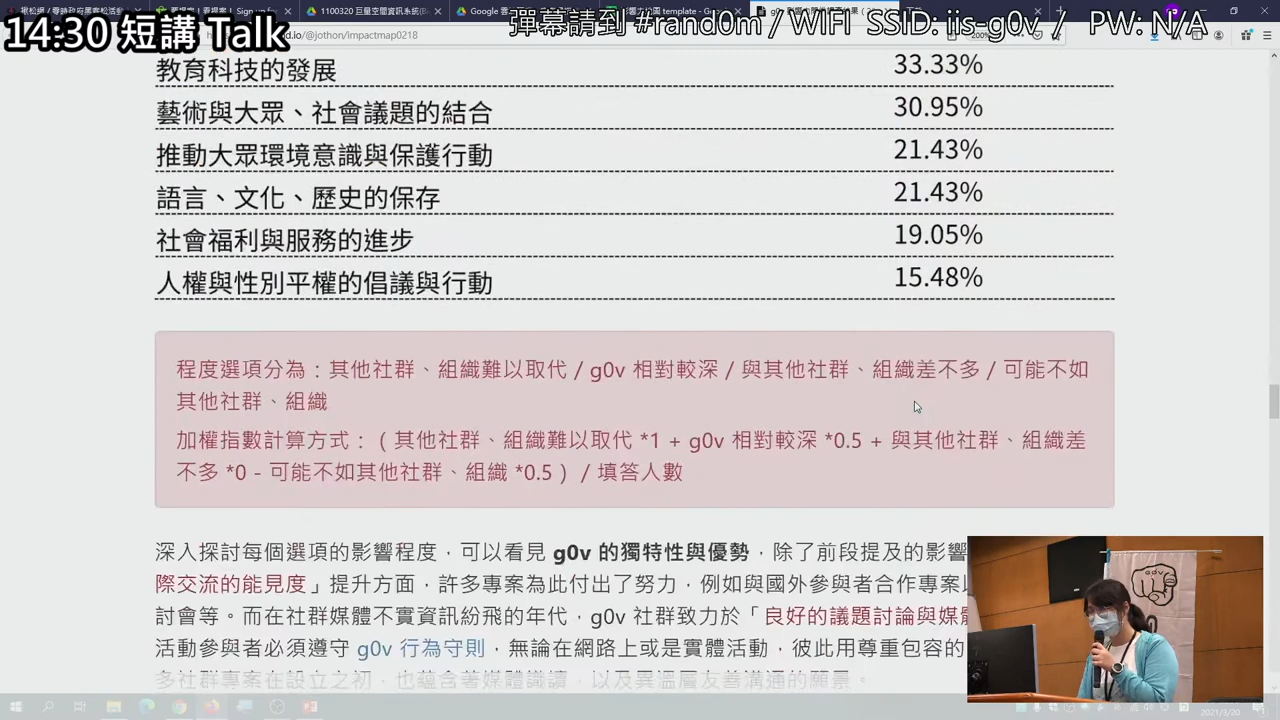 14:30 短講 Talk
彈幕請到 #rand0m / WIFI SSID: iis-g0v / PW: N/A
/@jothon/impactmap0218
教育科技的發展 33.33%
藝術與大眾、社會議題的結合 30.95%
推動大眾環境意識與保護行動 21.43%
語言、文化、歷史的保存 21.43%
社會福利與服務的進步 19.05%
人權與性別平權的倡議與行動 15.48%
程度選項分為：其他社群、組織難以取代 / g0v 相對較深 / 與其他社群、組織差不多 / 可能不如
其他社群、組織
加權指數計算方式：（ 其他社群、組織難以取代 *1 + g0v 相對較深 *0.5 + 與其他社群、組織差
不多 *0 - 可能不如其他社群、組織 *0.5 ）/ 填答人數
深入探討每個選項的影響程度，可以看見 g0v 的獨特性與優勢，除了前段提及的影響
際交流的能見度」提升方面，許多專案為此付出了努力，例如與國外參與者合作專案
討會等。而在社群媒體不實資訊紛飛的年代，g0v 社群致力於「良好的議題討論與媒
活動參與者必須遵守 g0v 行為守則，無論在網路上或是實體活動，彼此用尊重包容的
2021/3/20